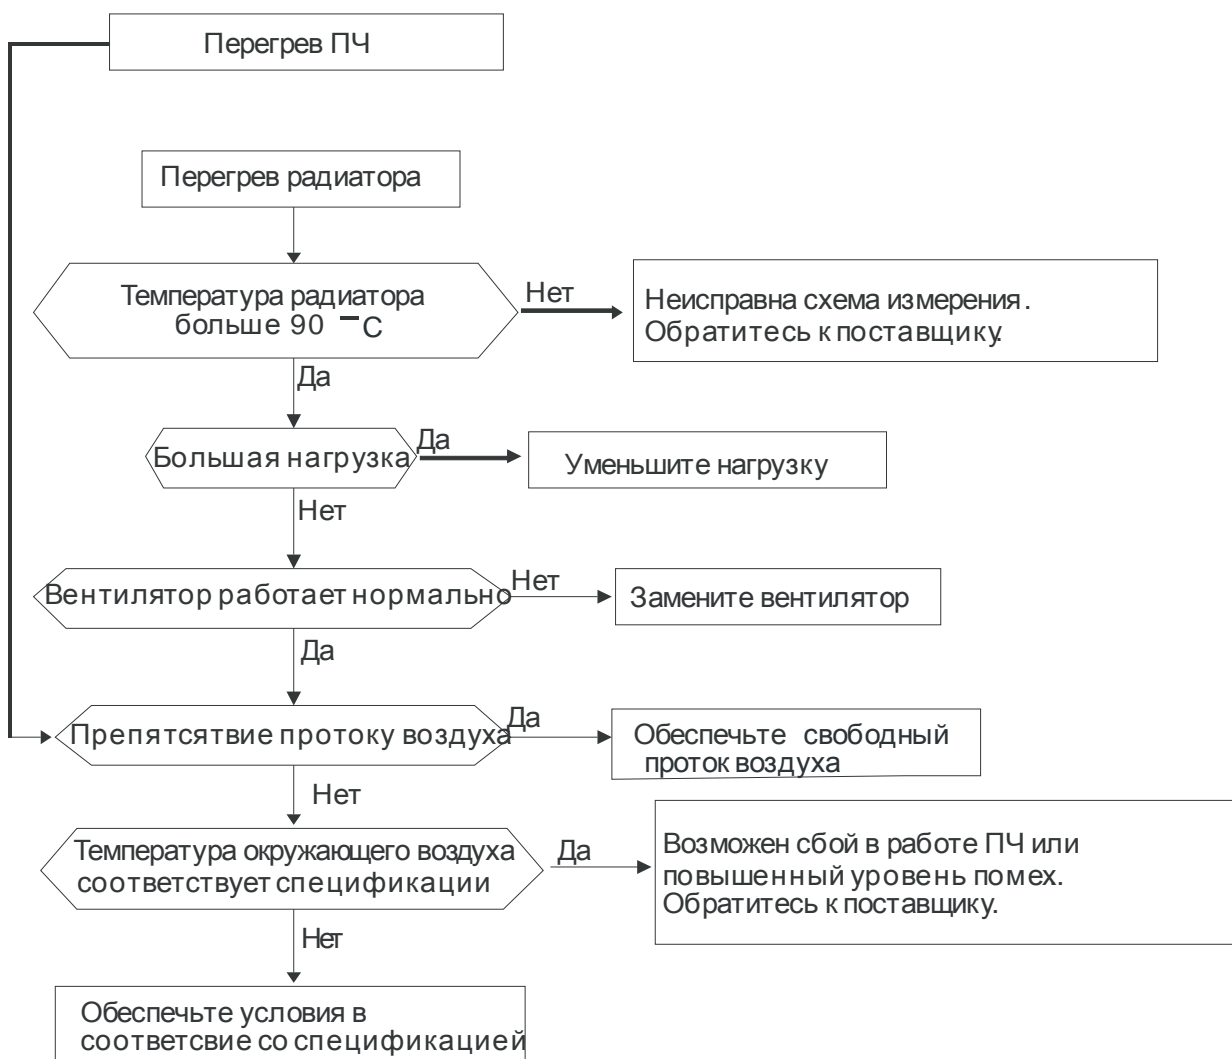 Перегрев ПЧ
Перегрев радиатора
Температура радиатора
больше 90 ‾C
Нет
Неисправна схема измерения.
Обратитесь к поставщику.
Да
Большая нагрузка
Да
Уменьшите нагрузку
Нет
Вентилятор работает нормально
Нет
Замените вентилятор
Да
Препятсятвие протоку воздуха
Да
Обеспечьте свободный
проток воздуха
Нет
Температура окружающего воздуха
соответствует спецификации
Да
Возможен сбой в работе ПЧ или
повышенный уровень помех.
Обратитесь к поставщику.
Нет
Обеспечьте условия в
соответсвие со спецификацией